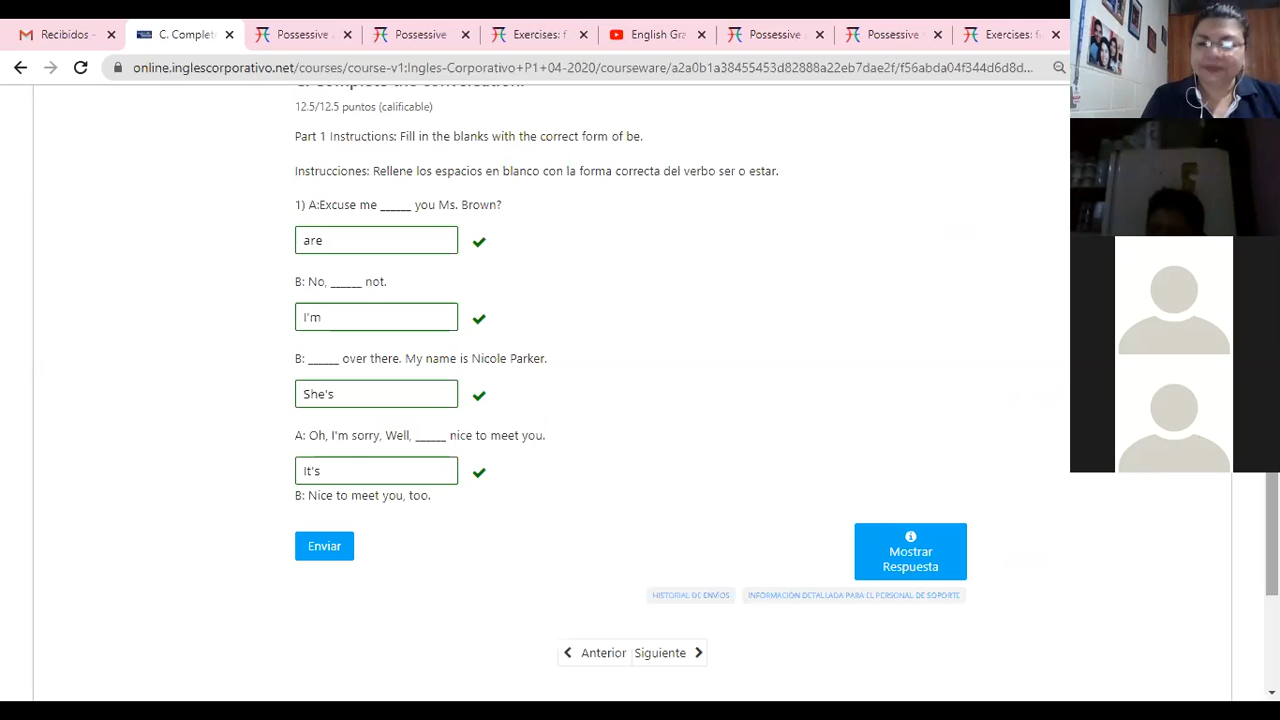 Recibidos -
C. Complet
Possessive
Possessive
Exercises: f
English Gra
Possessive
Possessive
Exercises: f
online.inglescorporativo.net/courses/course-v1:Ingles-Corporativo+P1+04-2020/courseware/a2a0b1a38455453d82888a22eb7dae2f/f56abda04f344d6d8d...
C. Complete the conversation.
12.5/12.5 puntos (calificable)
Part 1 Instructions: Fill in the blanks with the correct form of be.
Instrucciones: Rellene los espacios en blanco con la forma correcta del verbo ser o estar.
1) A:Excuse me ______ you Ms. Brown?
are
B: No, ______ not.
I'm
B: ______ over there. My name is Nicole Parker.
She's
A: Oh, I'm sorry, Well, ______ nice to meet you.
It's
B: Nice to meet you, too.
Enviar
Mostrar
Respuesta
HISTORIAL DE ENVÍOS
INFORMACIÓN DETALLADA PARA EL PERSONAL DE SOPORTE
Anterior
Siguiente